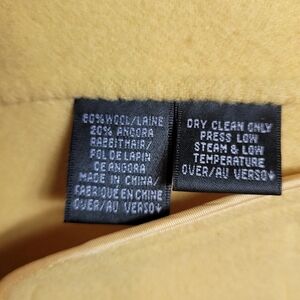 80% WOOL/LAINE
20% ANGORA
RABBIT HAIR/
POIL DE LAPIN
DE ANGORA
MADE IN CHINA/
FABRIQUÉ EN CHINE
OVER/AU VERSO↓
DRY CLEAN ONLY
PRESS LOW
STEAM & LOW
TEMPERATURE
OVER/AU VERSO↓